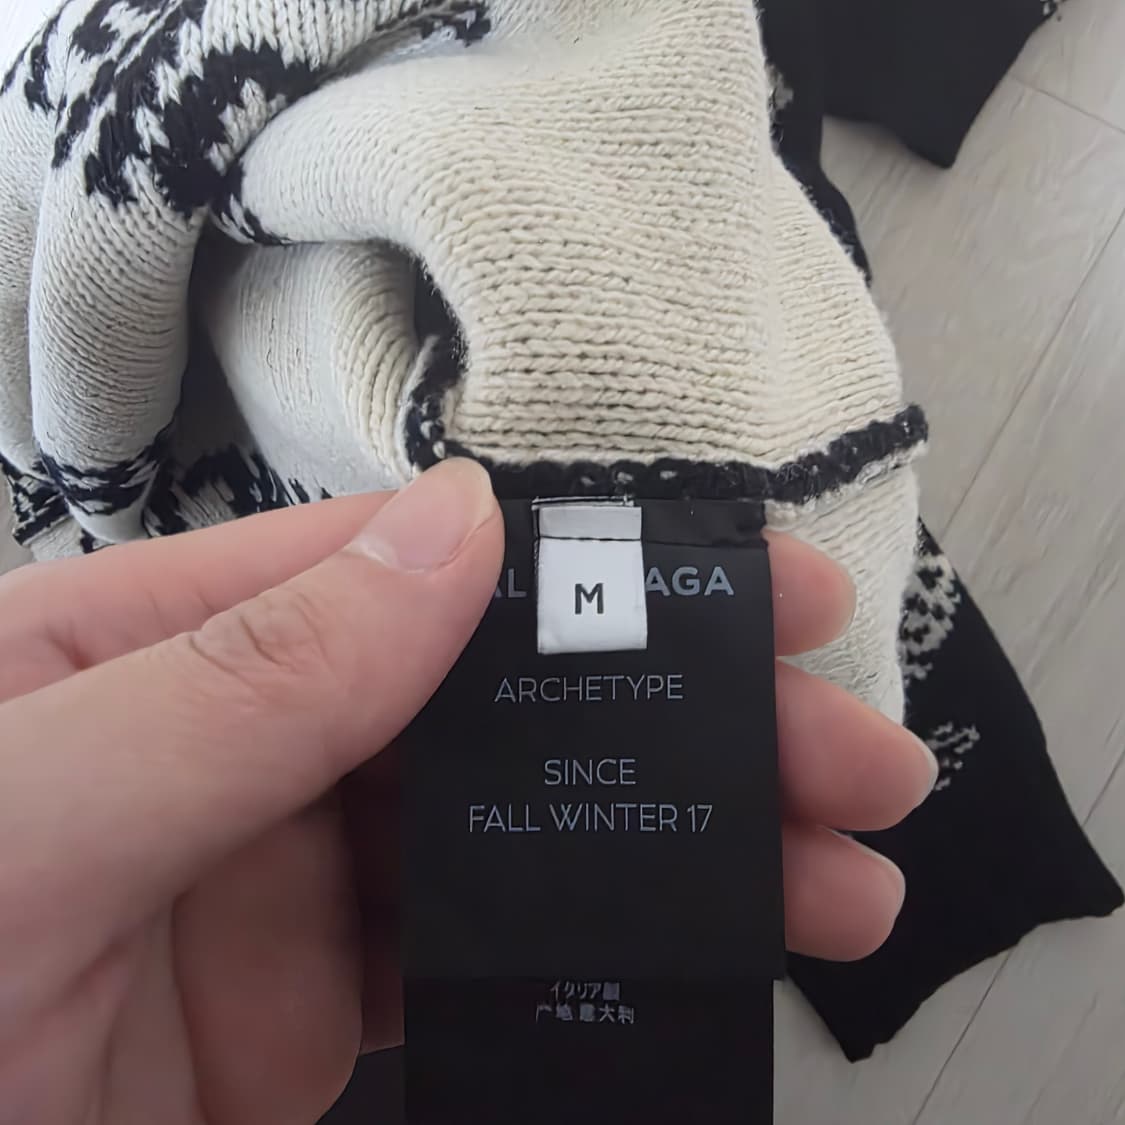 AL AGA
M
ARCHETYPE
SINCE
FALL WINTER 17
イタリア製
产地 意大利